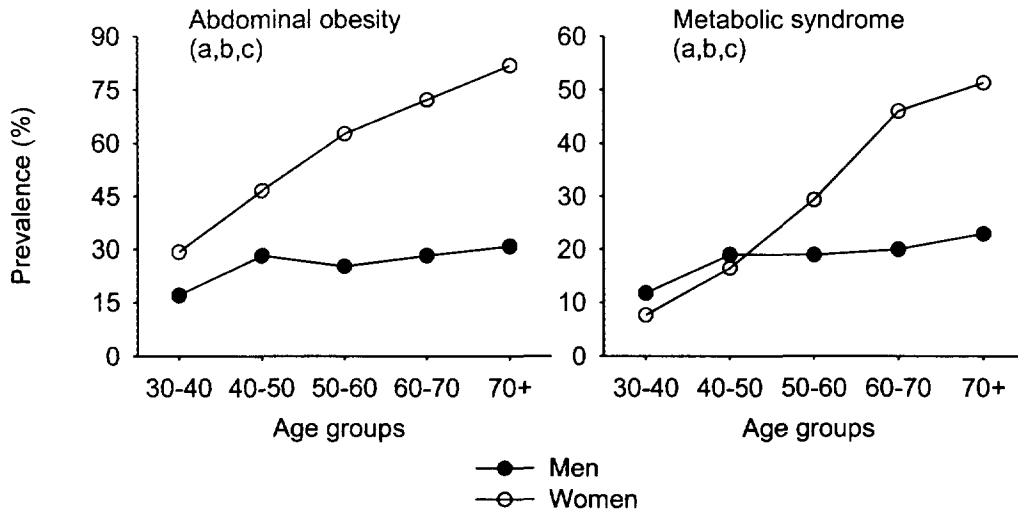 Abdominal obesity
(a,b,c)
Prevalence (%)
90
75
60
45
30
15
0
30-40 40-50 50-60 60-70 70+
Age groups
Metabolic syndrome
(a,b,c)
60
50
40
30
20
10
0
30-40 40-50 50-60 60-70 70+
Age groups
Men
Women